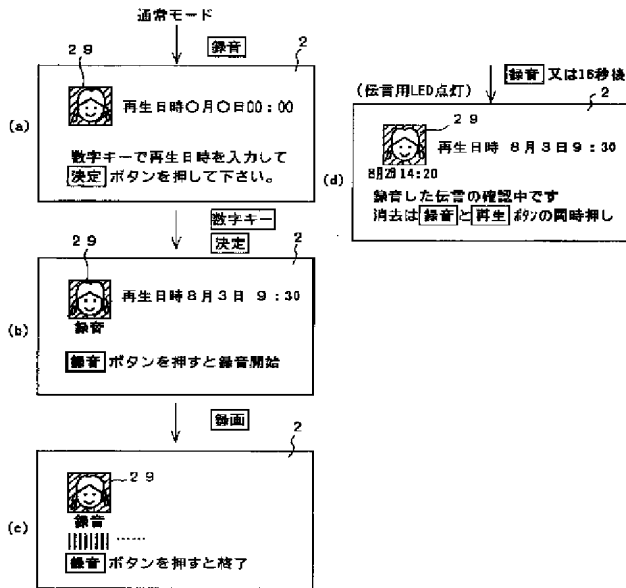 通常モード
録音
29
2
(a)
再生日時〇月〇日00:00
数字キーで再生日時を入力して
決定 ボタンを押して下さい。
数字キー
決定
29
2
(b)
再生日時8月3日 9:30
録音
録音 ボタンを押すと録音開始
録画
2
(c)
29
録音
......
録音 ボタンを押すと終了
録音 又は16秒後
(伝言用LED点灯)
2
(d)
29
再生日時 8月3日9:30
8月2日14:20
録音した伝言の確認中です
消去は 録音 と 再生 ボタンの同時押し